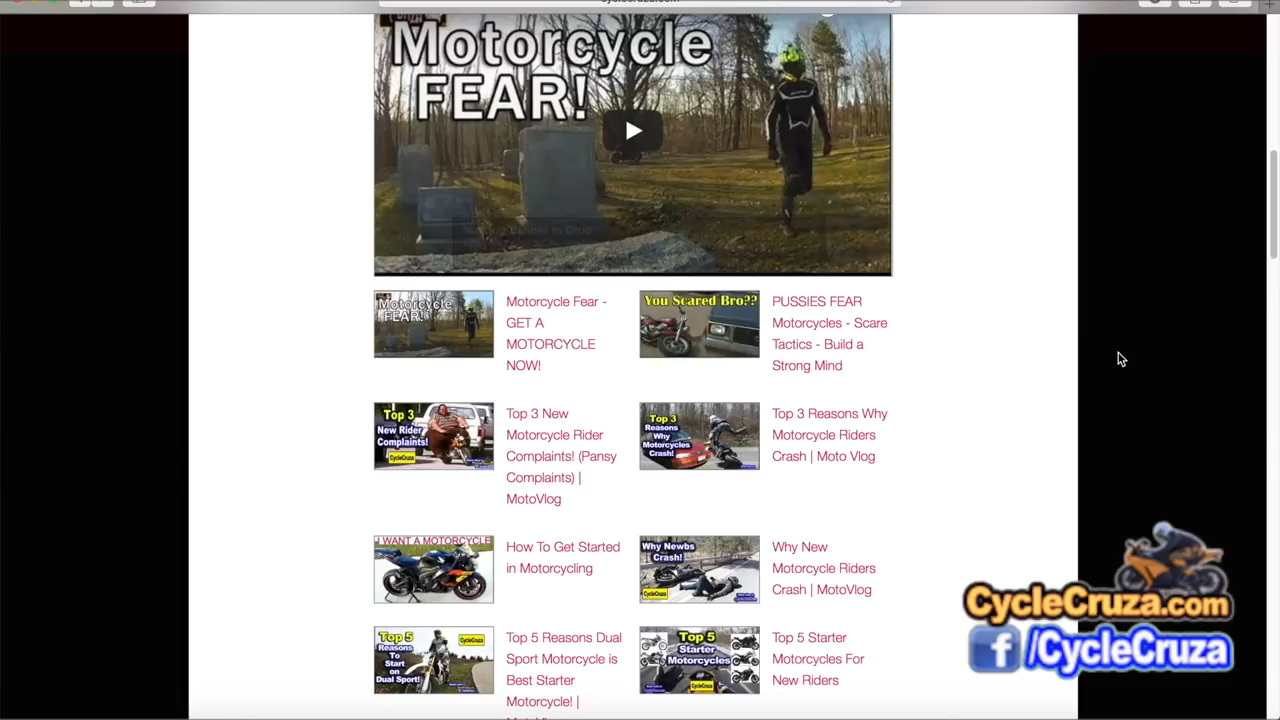 Motorcycle
FEAR!
Motorcycle
FEAR!
Motorcycle Fear -
GET A
MOTORCYCLE
NOW!
You Scared Bro??
PUSSIES FEAR
Motorcycles - Scare
Tactics - Build a
Strong Mind
Top 3
New Rider
Complaints!
CycleCruza
Top 3 New
Motorcycle Rider
Complaints! (Pansy
Complaints) |
MotoVlog
Top 3
Reasons
Why
Motorcycles
Crash!
Top 3 Reasons Why
Motorcycle Riders
Crash | Moto Vlog
I WANT A MOTORCYCLE
How To Get Started
in Motorcycling
Why Newbs
Crash!
CycleCruza
Why New
Motorcycle Riders
Crash | MotoVlog
Top 5
Reasons
To
Start
on
Dual Sport!
CycleCruza
Top 5 Reasons Dual
Sport Motorcycle is
Best Starter
Motorcycle! |
Top 5
Starter
Motorcycles
CycleCruza
Top 5 Starter
Motorcycles For
New Riders
CycleCruza.com
f /CycleCruza